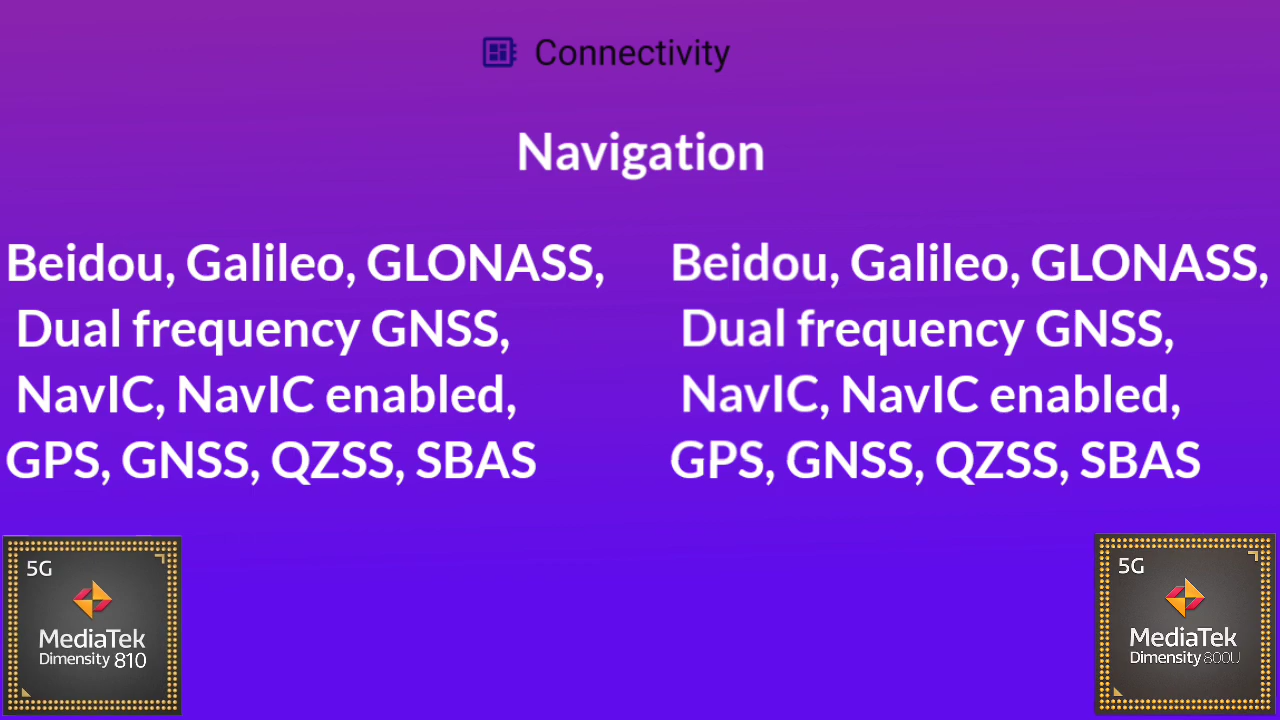 Connectivity
Navigation
Beidou, Galileo, GLONASS,
Dual frequency GNSS,
NavIC, NavIC enabled,
GPS, GNSS, QZSS, SBAS
Beidou, Galileo, GLONASS,
Dual frequency GNSS,
NavIC, NavIC enabled,
GPS, GNSS, QZSS, SBAS
5G
MediaTek
Dimensity 810
5G
MediaTek
Dimensity 800U